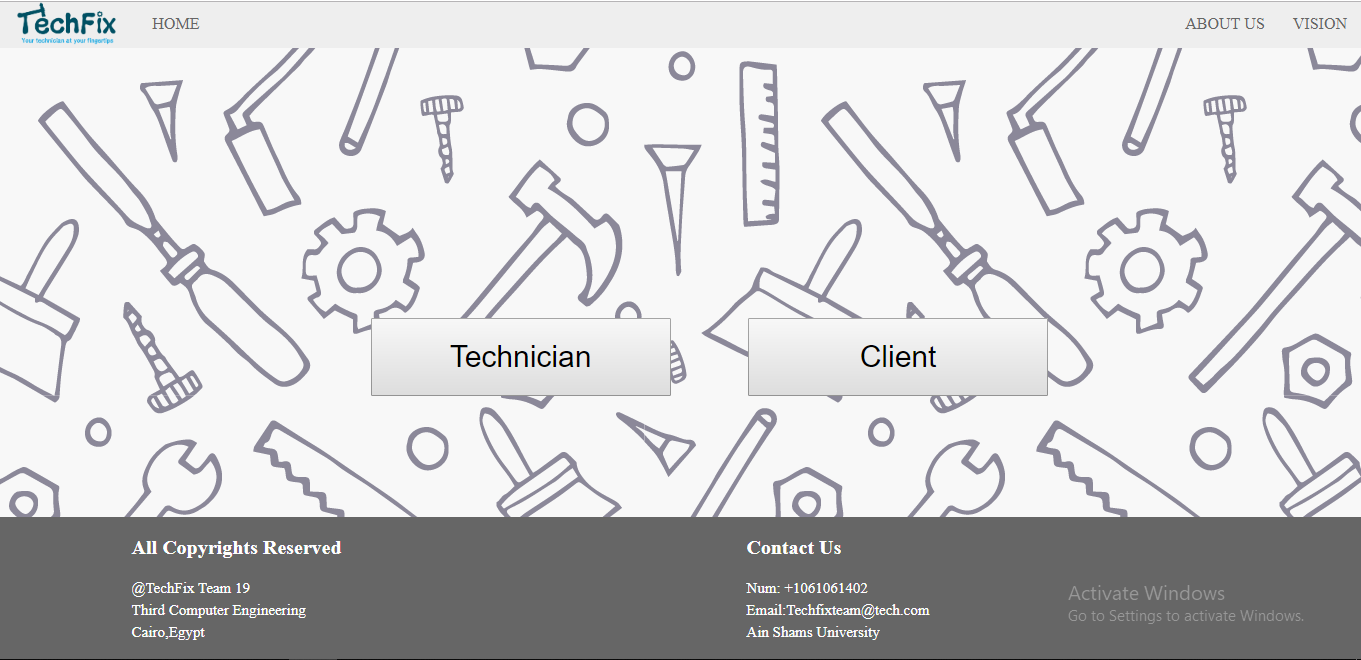 TechFix
Your technician at your fingertips
HOME
ABOUT US
VISION
Technician
Client
All Copyrights Reserved
@TechFix Team 19
Third Computer Engineering
Cairo,Egypt
Contact Us
Num: +1061061402
Email:Techfixteam@tech.com
Ain Shams University
Activate Windows
Go to Settings to activate Windows.